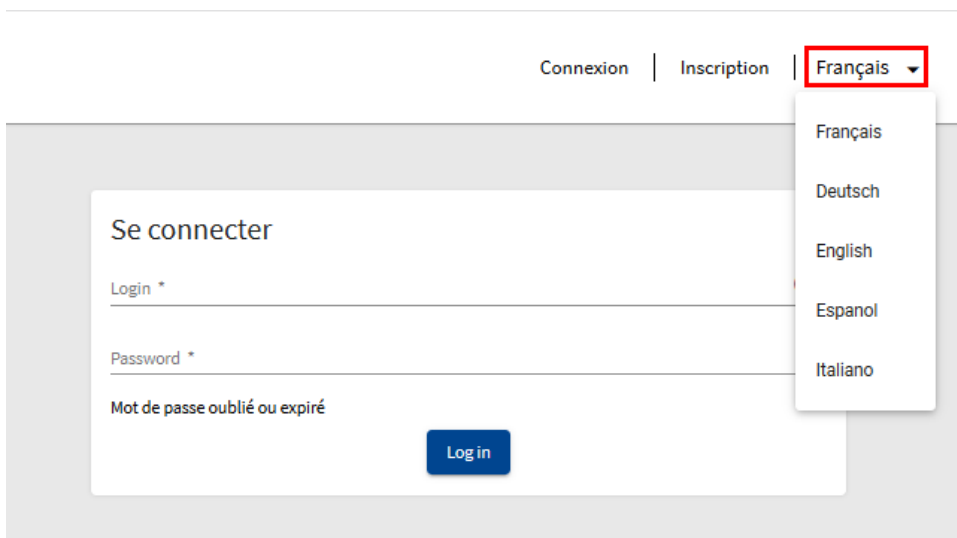 Connexion | Inscription | Français
Français
Deutsch
English
Espanol
Italiano
Se connecter
Login *
Password *
Mot de passe oublié ou expiré
Log in